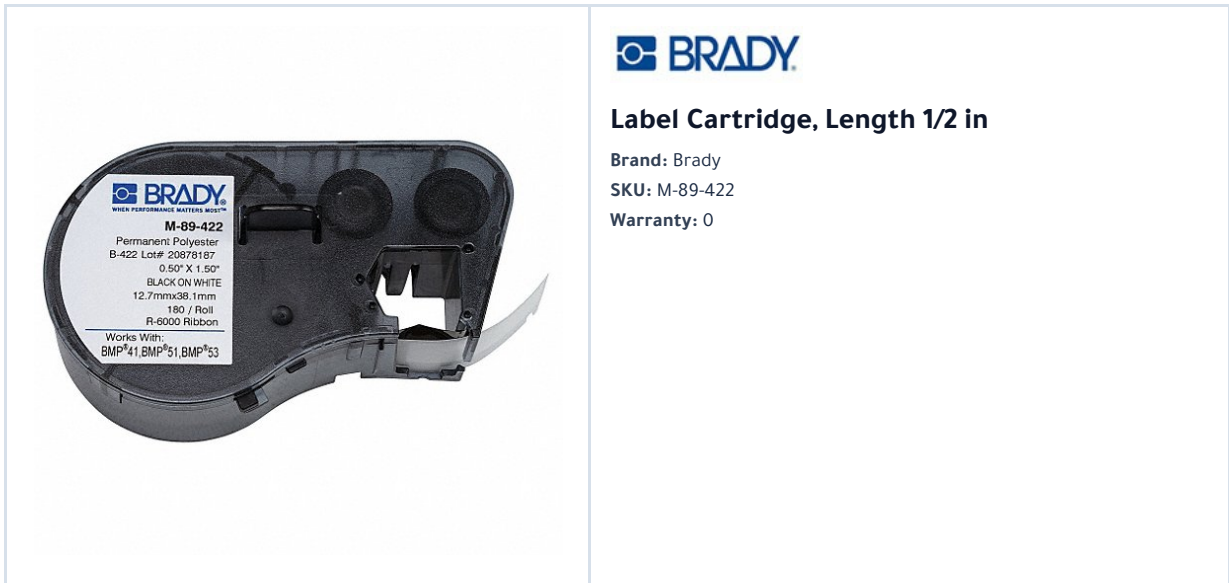 BRADY®
WHEN PERFORMANCE MATTERS MOST™
M-89-422
Permanent Polyester
B-422 Lot# 20878187
0.50" X 1.50"
BLACK ON WHITE
12.7mmx38.1mm
180 / Roll
R-6000 Ribbon
Works With:
BMP®41,BMP®51,BMP®53
BRADY.
Label Cartridge, Length 1/2 in
Brand: Brady
SKU: M-89-422
Warranty: 0